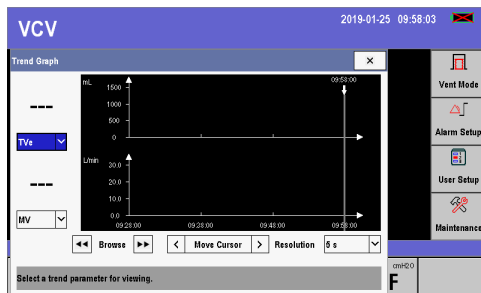 VCV
2019-01-25 09:58:03
Trend Graph
×
mL
1500
1000
500
0
09:58:00
---
TVe
L/min
30.0
20.0
10.0
0.0
---
MV
09:28:00 09:38:00 09:48:00 09:58:00
Browse
Move Cursor
Resolution
5 s
Select a trend parameter for viewing.
Vent Mode
Alarm Setup
User Setup
Maintenance
cmH2O
F